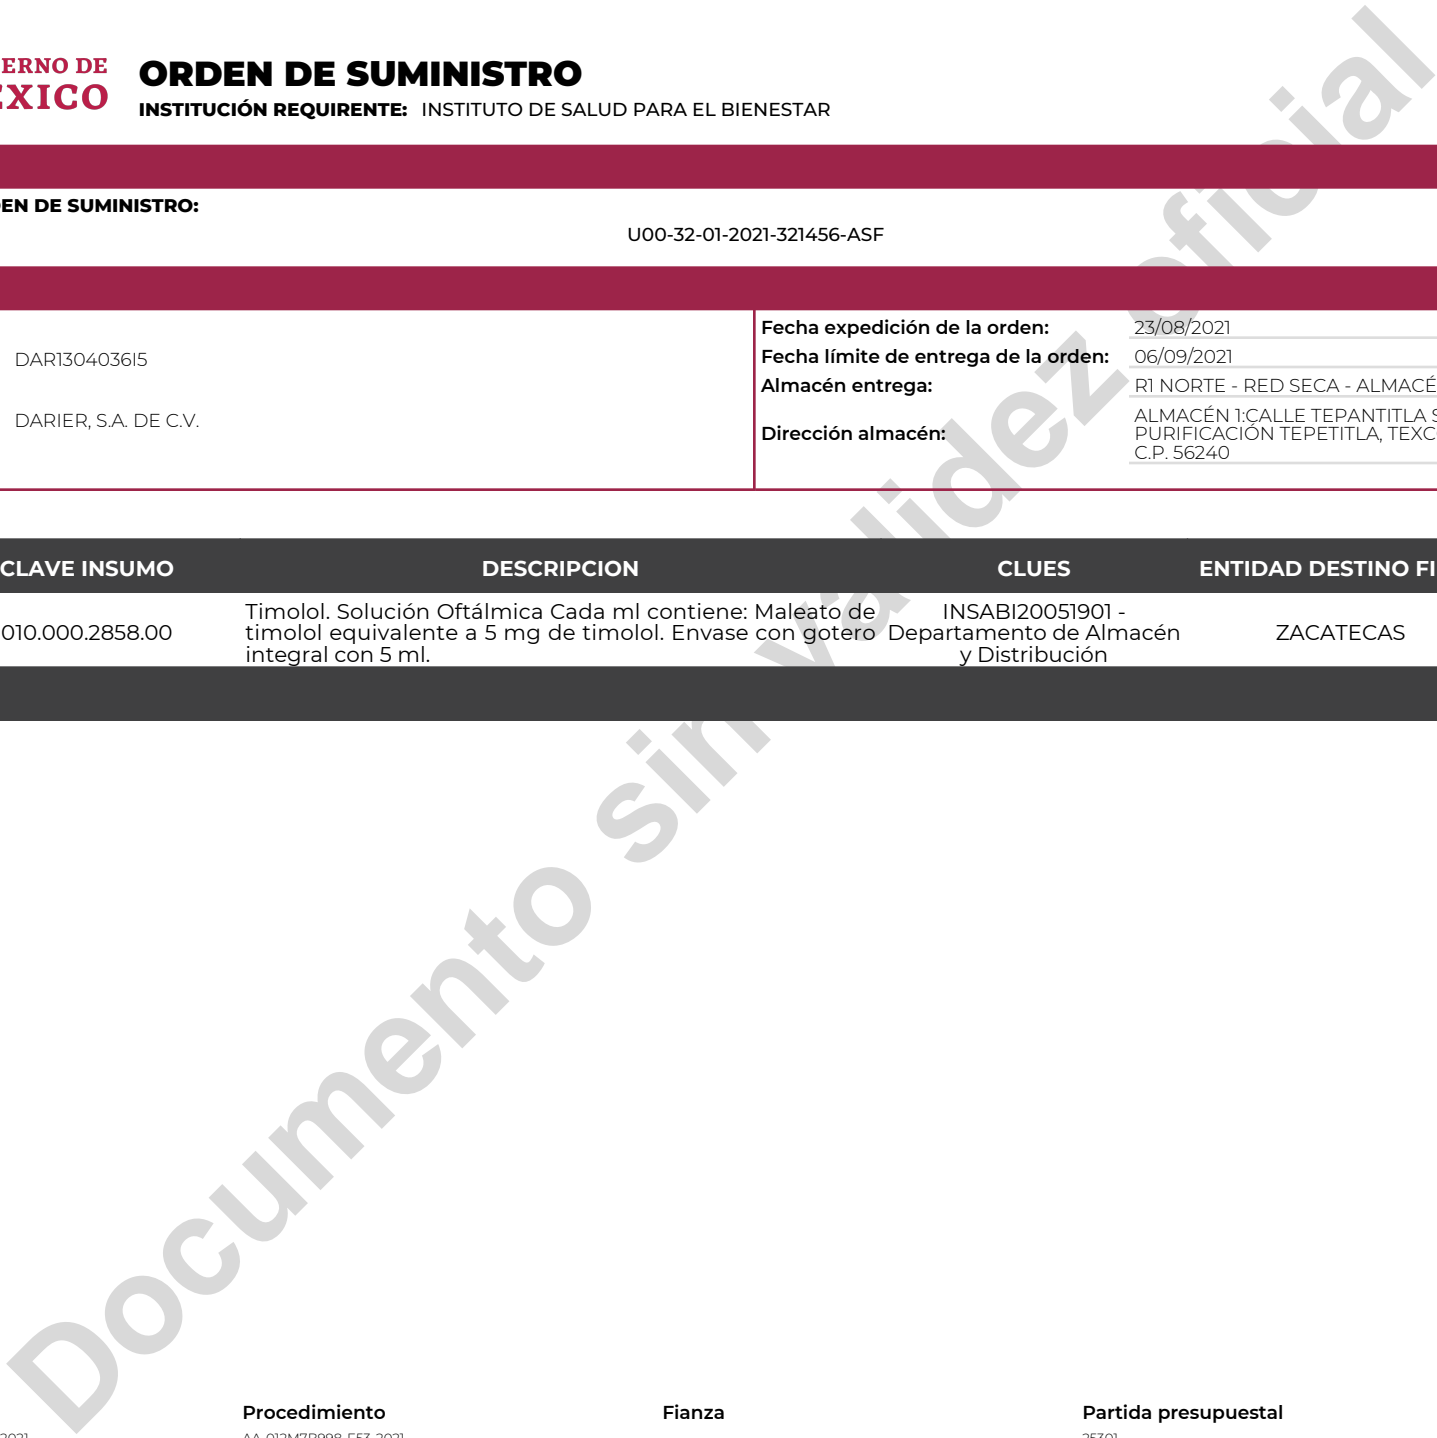 ERNO DE
ORDEN DE SUMINISTRO
EXICO
INSTITUCIÓN REQUIRENTE: INSTITUTO DE SALUD PARA EL BIENESTAR
EN DE SUMINISTRO:
U00-32-01-2021-321456-ASF
DAR1304036I5
DARIER, S.A. DE C.V.
Fecha expedición de la orden: 23/08/2021
Fecha límite de entrega de la orden: 06/09/2021
Almacén entrega: R1 NORTE - RED SECA - ALMACÉ
Dirección almacén:
ALMACÉN 1:CALLE TEPANTITLA S
PURIFICACIÓN TEPETITLA, TEXC
C.P. 56240
CLAVE INSUMO DESCRIPCION CLUES ENTIDAD DESTINO FI
010.000.2858.00
Timolol. Solución Oftálmica Cada ml contiene: Maleato de
timolol equivalente a 5 mg de timolol. Envase con gotero
integral con 5 ml.
INSABI20051901 -
Departamento de Almacén
y Distribución
ZACATECAS
Documento sin validez oficial
Procedimiento Fianza Partida presupuestal